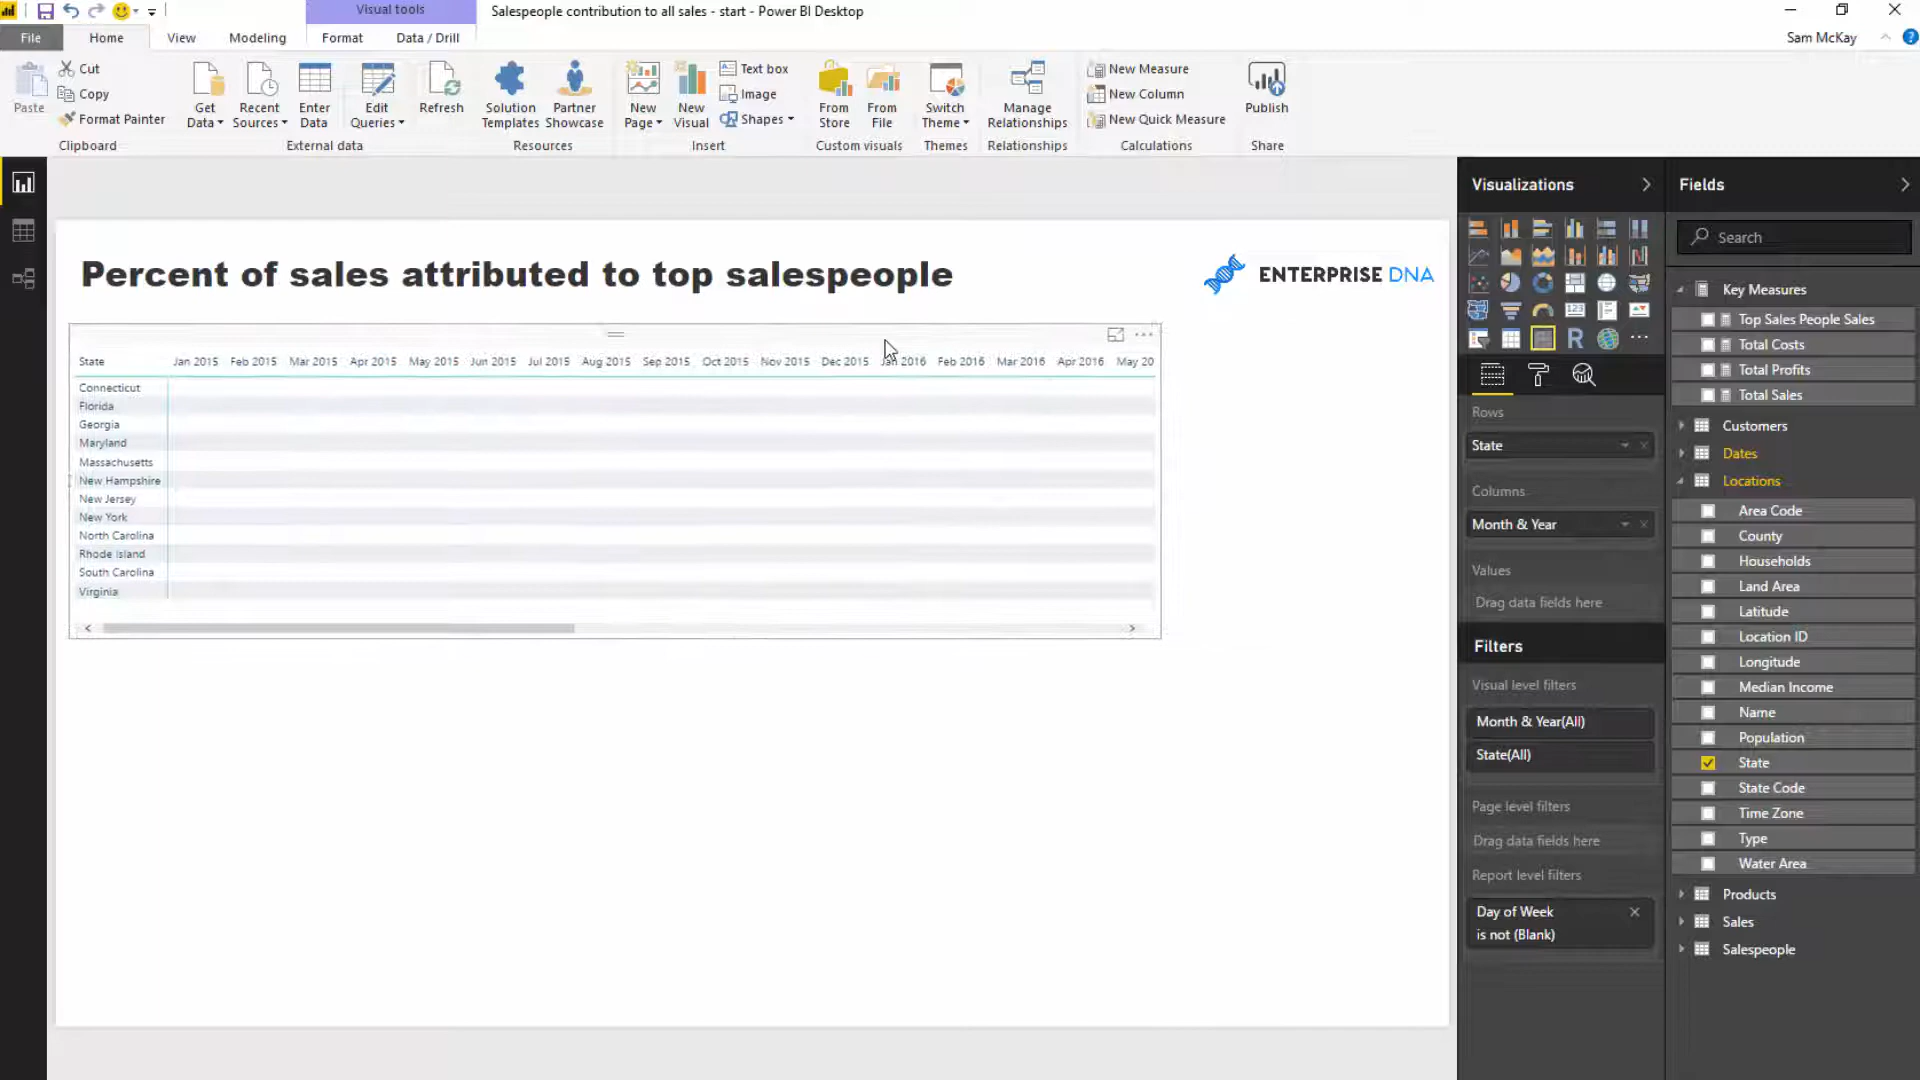 Visual tools
Salespeople contribution to all sales - start - Power BI Desktop
File
Home
View
Modeling
Format
Data / Drill
Sam McKay
Paste
Cut
Copy
Format Painter
Clipboard
Get Data
Recent Sources
Enter Data
Edit Queries
Refresh
External data
Solution Templates
Partner Showcase
Resources
New Page
New Visual
Text box
Image
Shapes
Insert
From Store
From File
Custom visuals
Switch Theme
Themes
Manage Relationships
Relationships
New Measure
New Column
New Quick Measure
Calculations
Publish
Share
Percent of sales attributed to top salespeople
ENTERPRISE DNA
State Jan 2015 Feb 2015 Mar 2015 Apr 2015 May 2015 Jun 2015 Jul 2015 Aug 2015 Sep 2015 Oct 2015 Nov 2015 Dec 2015 Jan 2016 Feb 2016 Mar 2016 Apr 2016 May 20
Connecticut
Florida
Georgia
Maryland
Massachusetts
New Hampshire
New Jersey
New York
North Carolina
Rhode Island
South Carolina
Virginia
Visualizations
R
Rows
State
Columns
Month & Year
Values
Drag data fields here
Filters
Visual level filters
Month & Year(All)
State(All)
Page level filters
Drag data fields here
Report level filters
Day of Week
is not (Blank)
Fields
Search
Key Measures
Top Sales People Sales
Total Costs
Total Profits
Total Sales
Customers
Dates
Locations
Area Code
County
Households
Land Area
Latitude
Location ID
Longitude
Median Income
Name
Population
State
State Code
Time Zone
Type
Water Area
Products
Sales
Salespeople